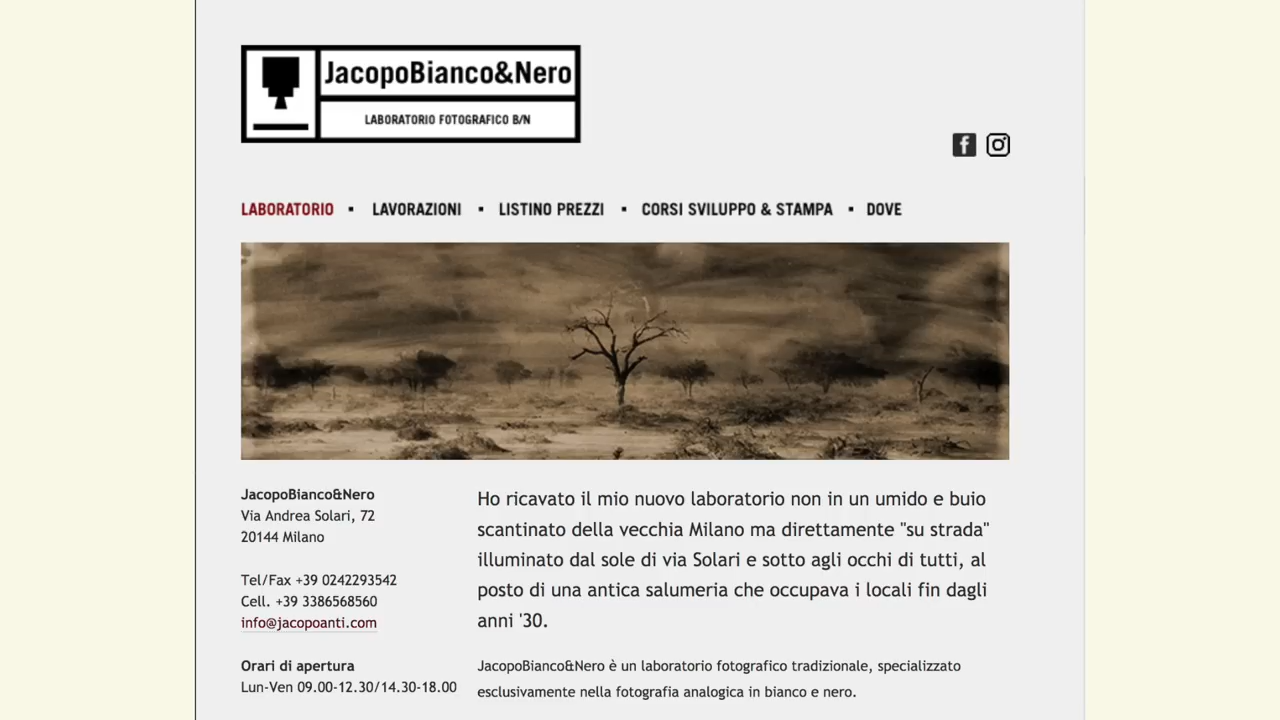 JacopoBianco&Nero
LABORATORIO FOTOGRAFICO B/N
LABORATORIO ▪ LAVORAZIONI ▪ LISTINO PREZZI ▪ CORSI SVILUPPO & STAMPA ▪ DOVE
JacopoBianco&Nero
Via Andrea Solari, 72
20144 Milano
Tel/Fax +39 0242293542
Cell. +39 3386568560
info@jacopoanti.com
Orari di apertura
Lun-Ven 09.00-12.30/14.30-18.00
Ho ricavato il mio nuovo laboratorio non in un umido e buio
scantinato della vecchia Milano ma direttamente "su strada"
illuminato dal sole di via Solari e sotto agli occhi di tutti, al
posto di una antica salumeria che occupava i locali fin dagli
anni '30.
JacopoBianco&Nero è un laboratorio fotografico tradizionale, specializzato
esclusivamente nella fotografia analogica in bianco e nero.